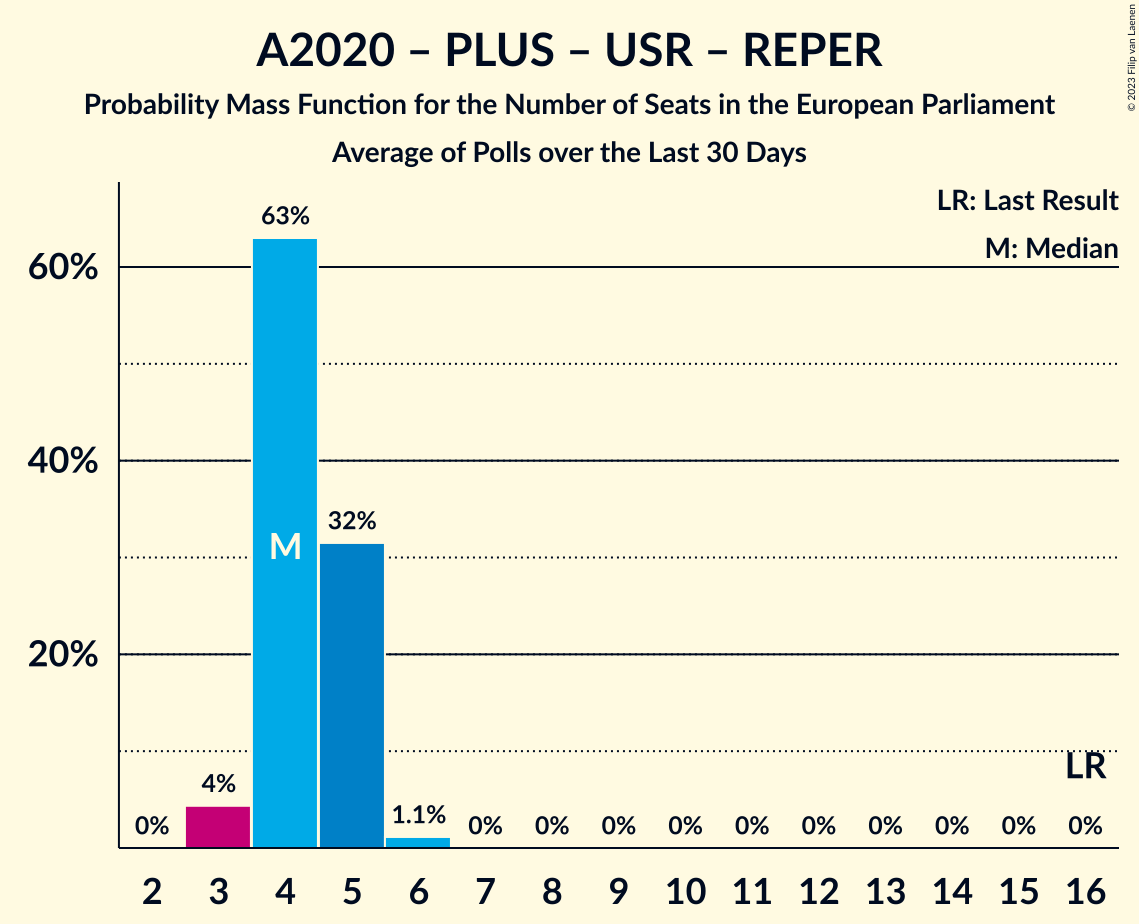 A2020 – PLUS – USR – REPER
Probability Mass Function for the Number of Seats in the European Parliament
Average of Polls over the Last 30 Days
© 2023 Filip van Laenen
LR: Last Result
M: Median
63%
60%
40%
32%
M
20%
LR
4%
1.1%
0% 0% 0% 0% 0% 0% 0% 0% 0% 0% 0%
2 3 4 5 6 7 8 9 10 11 12 13 14 15 16